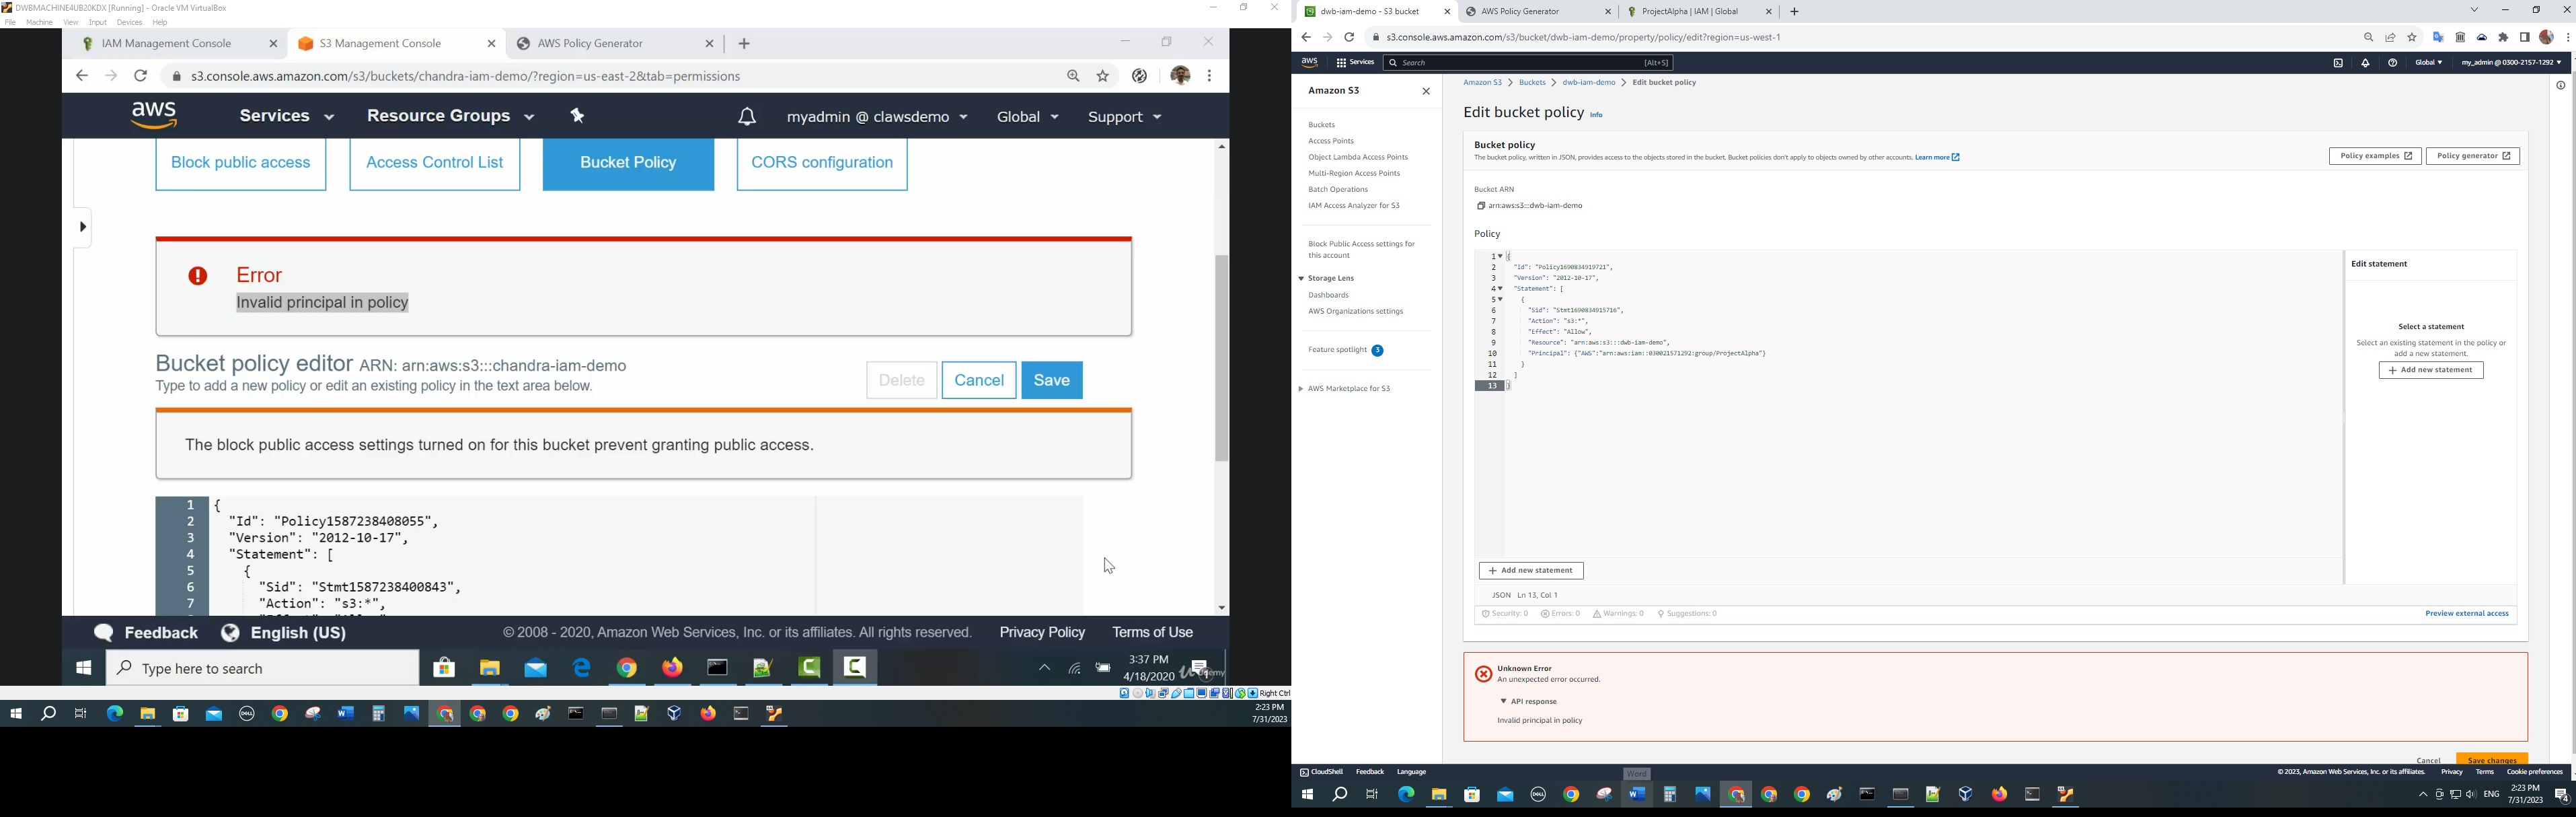 DWBMACHINE4UB20KDX [Running] - Oracle VM VirtualBox
File Machine View Input Devices Help
IAM Management Console
S3 Management Console
AWS Policy Generator
s3.console.aws.amazon.com/s3/buckets/chandra-iam-demo/?region=us-east-2&tab=permissions
aws
Services
Resource Groups
myadmin @ clawsdemo
Global
Support
Block public access
Access Control List
Bucket Policy
CORS configuration
Error
Invalid principal in policy
Bucket policy editor ARN: arn:aws:s3:::chandra-iam-demo
Type to add a new policy or edit an existing policy in the text area below.
Delete
Cancel
Save
The block public access settings turned on for this bucket prevent granting public access.
1 {
2 "Id": "Policy1587238408055",
3 "Version": "2012-10-17",
4 "Statement": [
5 {
6 "Sid": "Stmt1587238400843",
7 "Action": "s3:*",
Feedback
English (US)
© 2008 - 2020, Amazon Web Services, Inc. or its affiliates. All rights reserved.
Privacy Policy
Terms of Use
Type here to search
3:37 PM
4/18/2020
Right Ctrl
2:23 PM
7/31/2023
dwb-iam-demo - S3 bucket
AWS Policy Generator
ProjectAlpha | IAM | Global
s3.console.aws.amazon.com/s3/bucket/dwb-iam-demo/property/policy/edit?region=us-west-1
aws
Services
Search
[Alt+S]
Global
my_admin @ 0300-2157-1292
Amazon S3
Buckets
Access Points
Object Lambda Access Points
Multi-Region Access Points
Batch Operations
IAM Access Analyzer for S3
Block Public Access settings for
this account
Storage Lens
Dashboards
AWS Organizations settings
Feature spotlight 3
AWS Marketplace for S3
Amazon S3 > Buckets > dwb-iam-demo > Edit bucket policy
Edit bucket policy Info
Bucket policy
The bucket policy, written in JSON, provides access to the objects stored in the bucket. Bucket policies don't apply to objects owned by other accounts. Learn more
Policy examples
Policy generator
Bucket ARN
arn:aws:s3:::dwb-iam-demo
Policy
1 {
2 "Id": "Policy1690834919721",
3 "Version": "2012-10-17",
4 "Statement": [
5 {
6 "Sid": "Stmt1690834915716",
7 "Action": "s3:*",
8 "Effect": "Allow",
9 "Resource": "arn:aws:s3:::dwb-iam-demo",
10 "Principal": {"AWS":"arn:aws:iam::030021571292:group/ProjectAlpha"}
11 }
12 ]
13 }
Edit statement
Select a statement
Select an existing statement in the policy or
add a new statement.
+ Add new statement
+ Add new statement
JSON Ln 13, Col 1
Security: 0 Errors: 0 Warnings: 0 Suggestions: 0
Preview external access
Unknown Error
An unexpected error occurred.
API response
Invalid principal in policy
Cancel
Save changes
CloudShell Feedback Language
Word
© 2023, Amazon Web Services, Inc. or its affiliates. Privacy Terms Cookie preferences
ENG
2:23 PM
7/31/2023